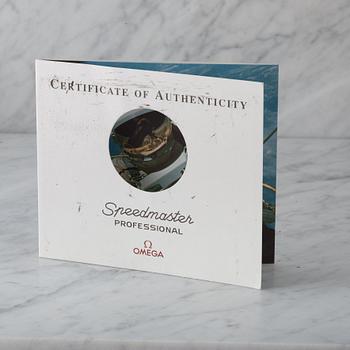 CERTIFICATE OF AUTHENTICITY
Speedmaster
PROFESSIONAL
Ω
OMEGA